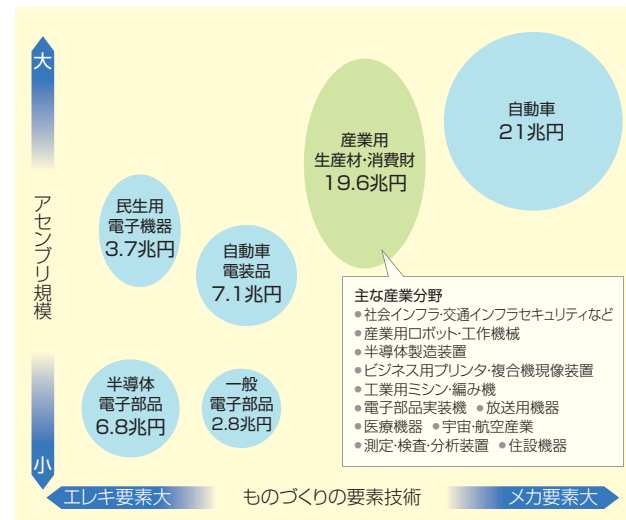 大
アセンブリ規模
小
自動車
21兆円
産業用
生産材・消費財
19.6兆円
民生用
電子機器
3.7兆円
自動車
電装品
7.1兆円
半導体
電子部品
6.8兆円
一般
電子部品
2.8兆円
主な産業分野
●社会インフラ・交通インフラセキュリティなど
●産業用ロボット・工作機械
●半導体製造装置
●ビジネス用プリンタ・複合機現像装置
●工業用ミシン・編み機
●電子部品実装機 ●放送用機器
●医療機器 ●宇宙・航空産業
●測定・検査・分析装置 ●住設機器
エレキ要素大 ものづくりの要素技術 メカ要素大